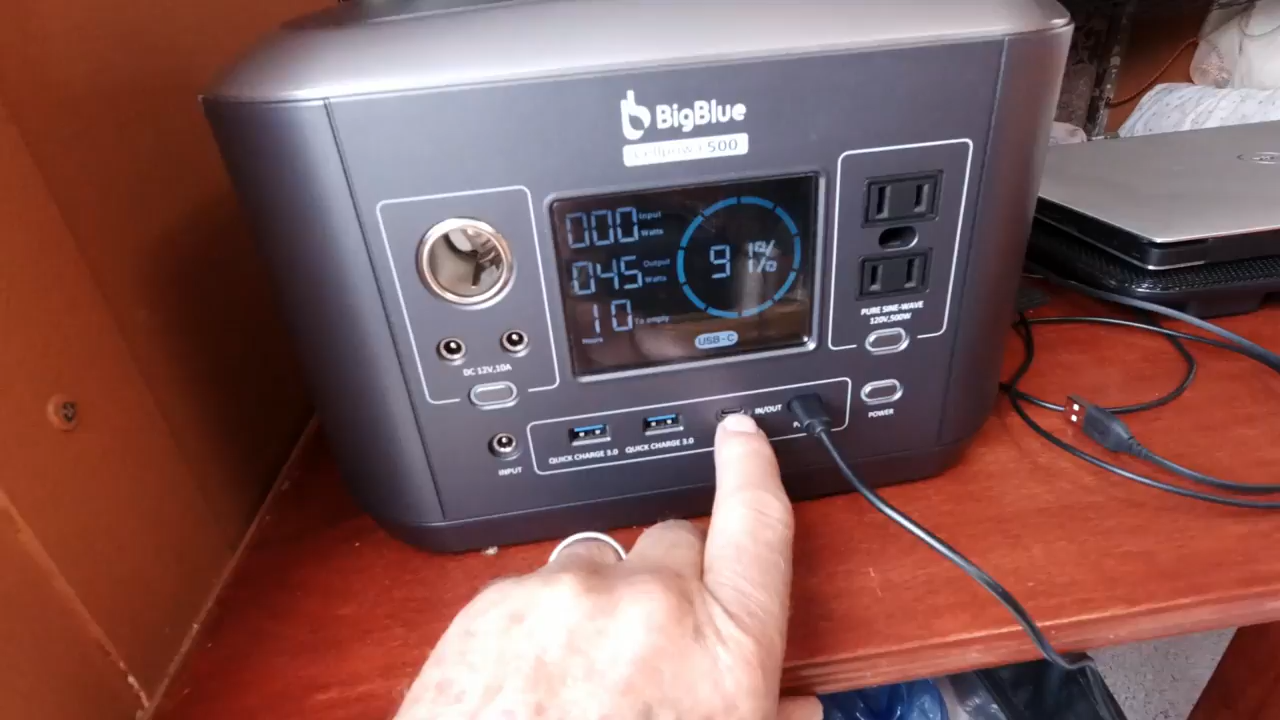 BigBlue
cellpowa500
000 Input
Watts
045 Output
Watts
10 To empty
Hours
91 %
USB-C
DC 12V,10A
INPUT
QUICK CHARGE 3.0
QUICK CHARGE 3.0
IN/OUT
PURE SINE-WAVE
120V,500W
POWER